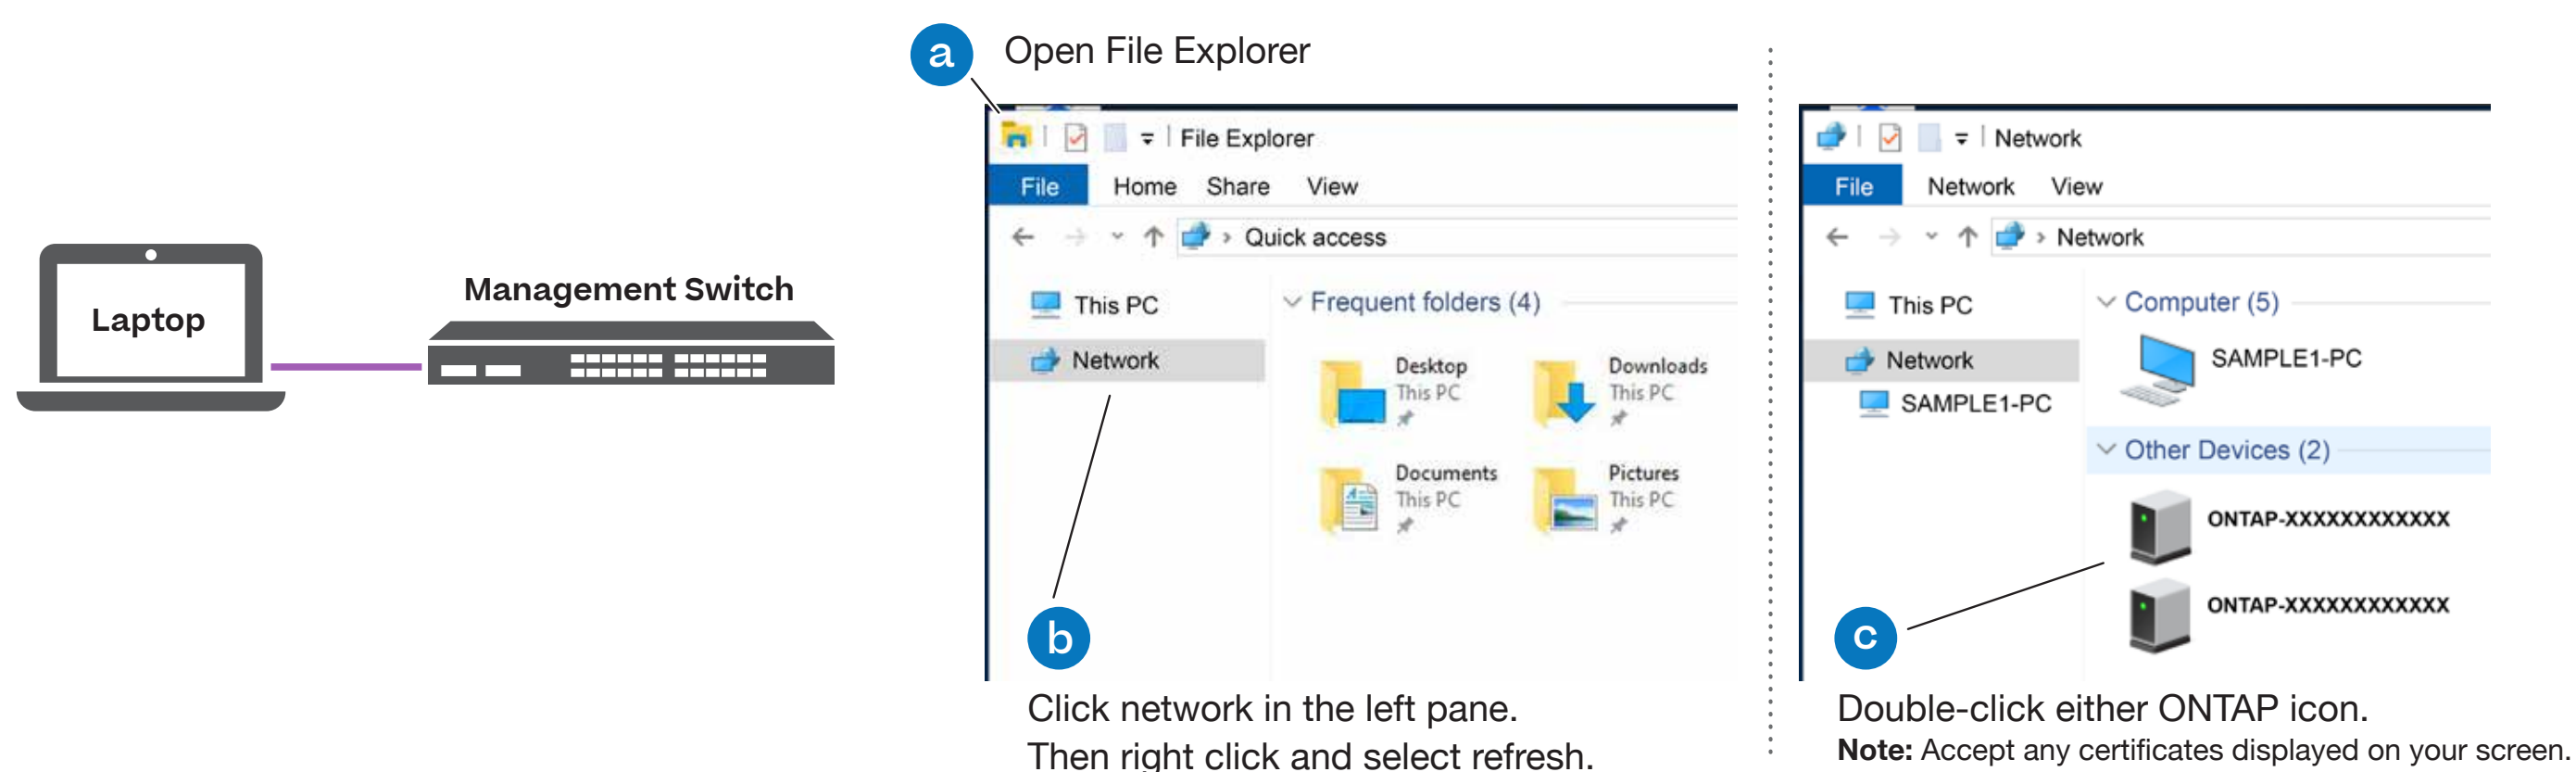 Laptop
Management Switch
a
Open File Explorer
File Explorer
File Home Share View
Quick access
This PC
Network
Frequent folders (4)
Desktop
This PC
Downloads
This PC
Documents
This PC
Pictures
This PC
b
Click network in the left pane.
Then right click and select refresh.
Network
File Network View
Network
This PC
Network
SAMPLE1-PC
Computer (5)
SAMPLE1-PC
Other Devices (2)
ONTAP-XXXXXXXXXXXX
ONTAP-XXXXXXXXXXXX
c
Double-click either ONTAP icon.
Note: Accept any certificates displayed on your screen.